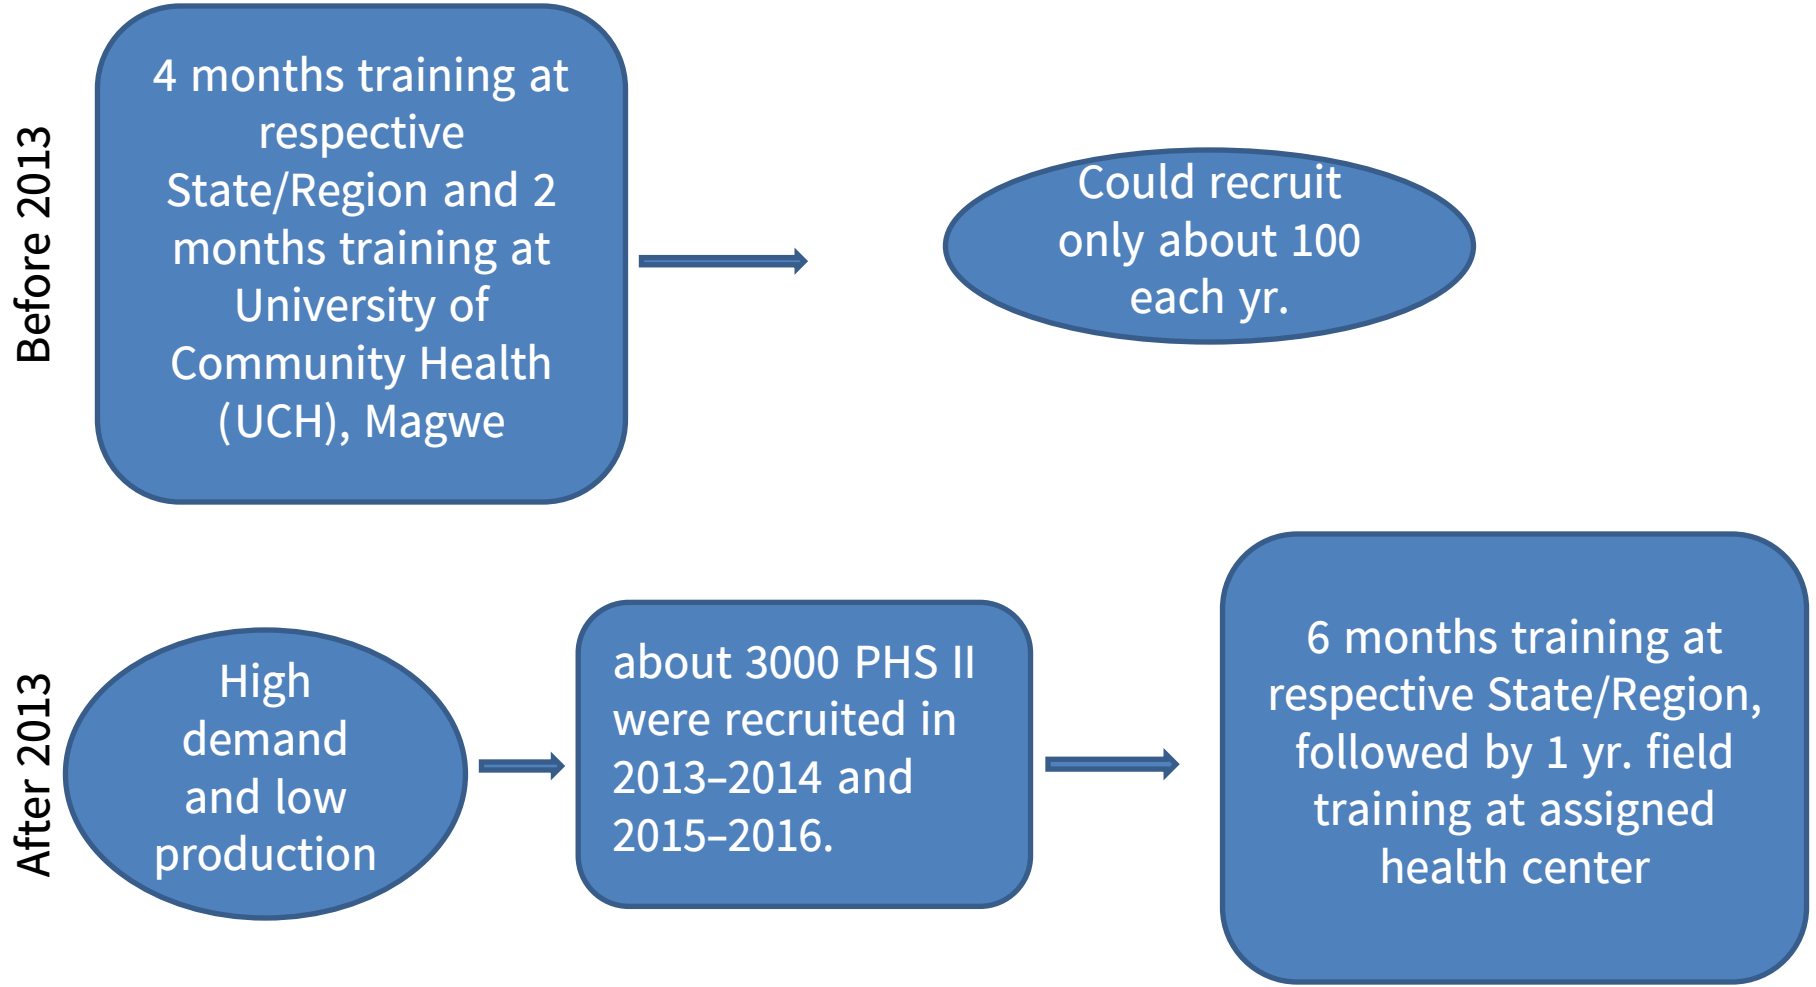 Before 2013
4 months training at
respective
State/Region and 2
months training at
University of
Community Health
(UCH), Magwe
Could recruit
only about 100
each yr.
After 2013
High
demand
and low
production
about 3000 PHS II
were recruited in
2013–2014 and
2015–2016.
6 months training at
respective State/Region,
followed by 1 yr. field
training at assigned
health center